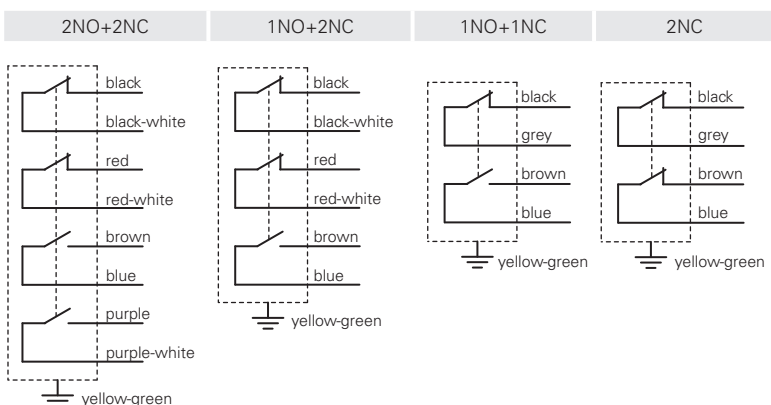 2NO+2NC
1NO+2NC
1NO+1NC
2NC
black
black-white
red
red-white
brown
blue
purple
purple-white
yellow-green
black
black-white
red
red-white
brown
blue
yellow-green
black
grey
brown
blue
yellow-green
black
grey
brown
blue
yellow-green